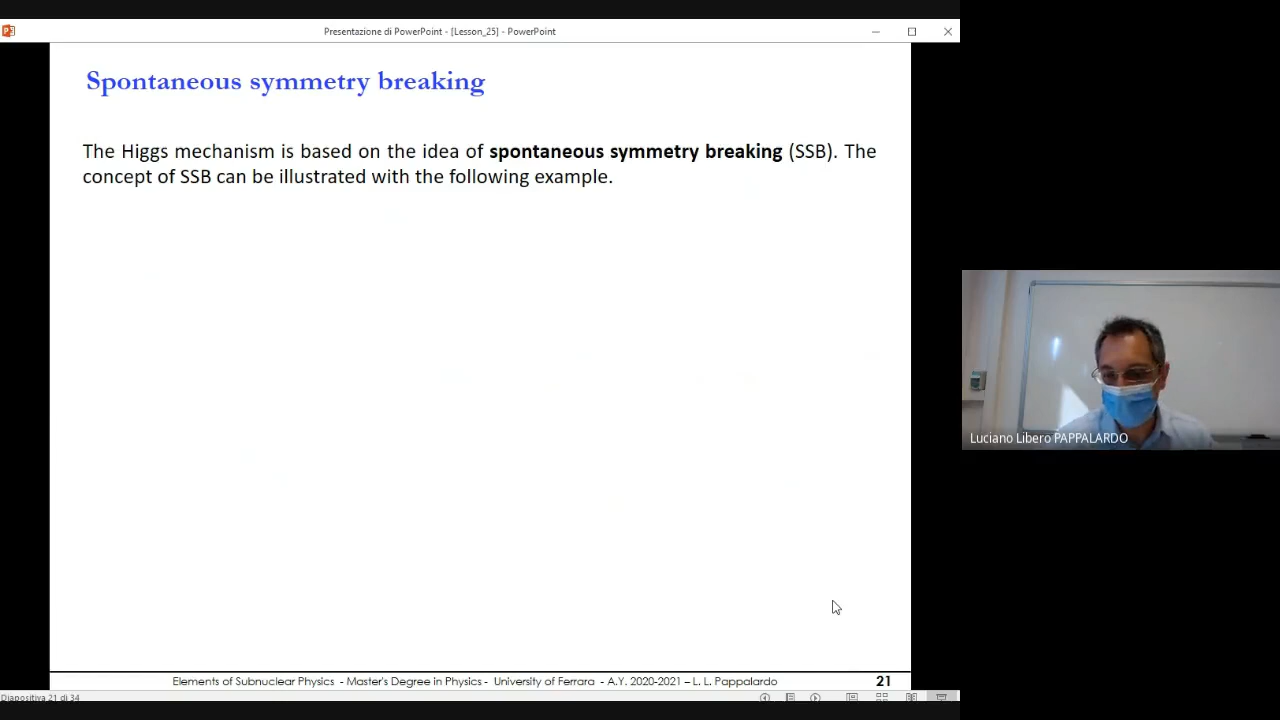 Presentazione di PowerPoint - [Lesson_25] - PowerPoint
Spontaneous symmetry breaking
The Higgs mechanism is based on the idea of spontaneous symmetry breaking (SSB). The
concept of SSB can be illustrated with the following example.
Luciano Libero PAPPALARDO
Elements of Subnuclear Physics - Master's Degree in Physics - University of Ferrara - A.Y. 2020-2021 – L. L. Pappalardo
21
Diapositiva 21 di 34